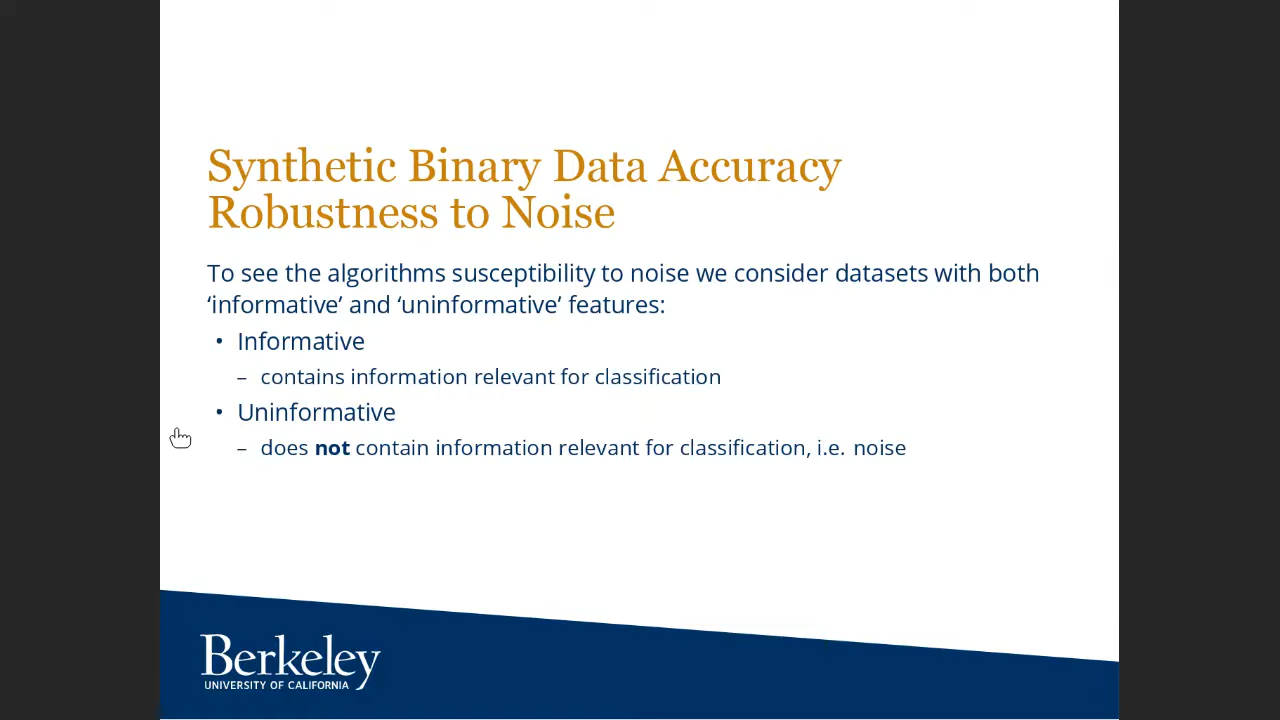 Synthetic Binary Data Accuracy
Robustness to Noise
To see the algorithms susceptibility to noise we consider datasets with both
‘informative’ and ‘uninformative’ features:
• Informative
– contains information relevant for classification
• Uninformative
– does not contain information relevant for classification, i.e. noise
Berkeley
UNIVERSITY OF CALIFORNIA